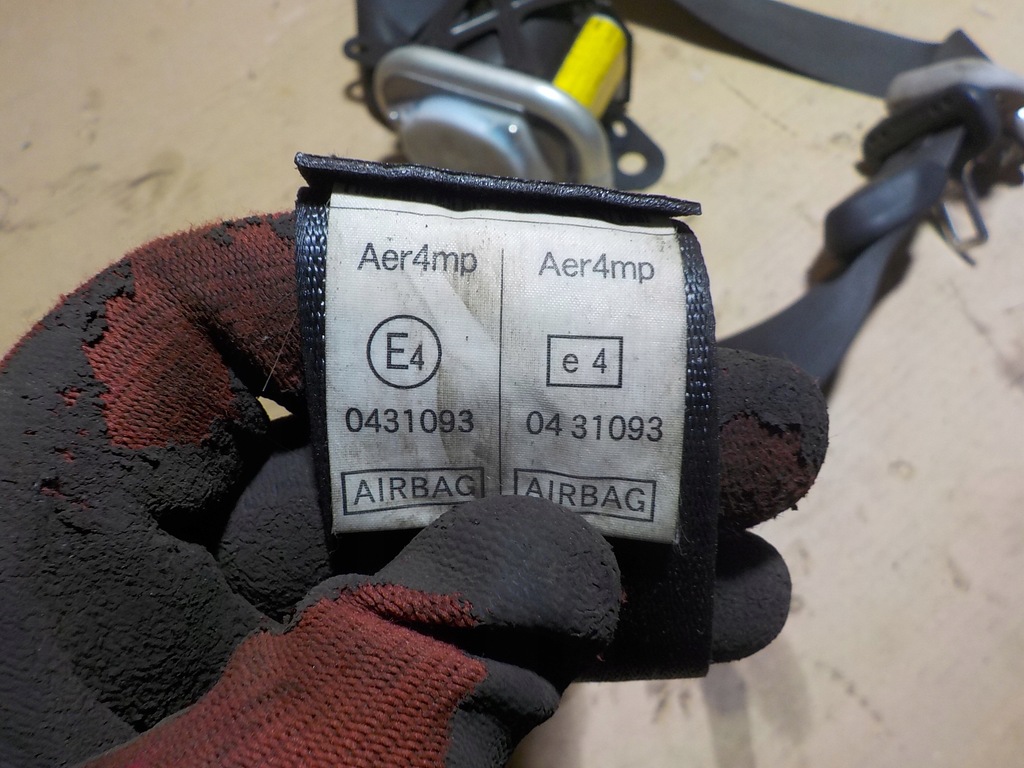 Aer4mp Aer4mp
E4 e 4
0431093 04 31093
AIRBAG AIRBAG